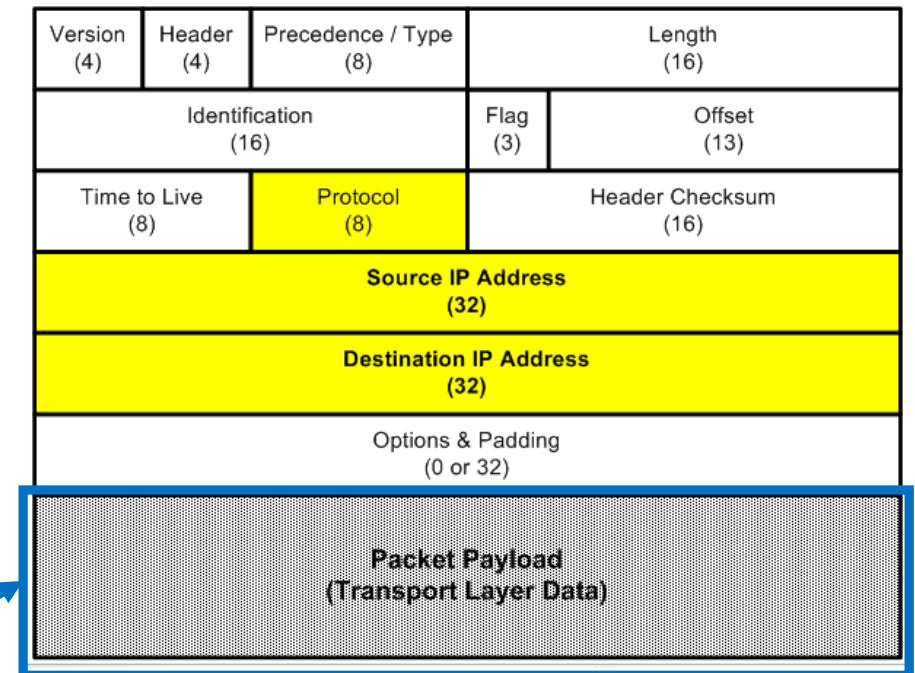 Version
(4)
Header
(4)
Precedence / Type
(8)
Length
(16)
Identification
(16)
Flag
(3)
Offset
(13)
Time to Live
(8)
Protocol
(8)
Header Checksum
(16)
Source IP Address
(32)
Destination IP Address
(32)
Options & Padding
(0 or 32)
Packet Payload
(Transport Layer Data)